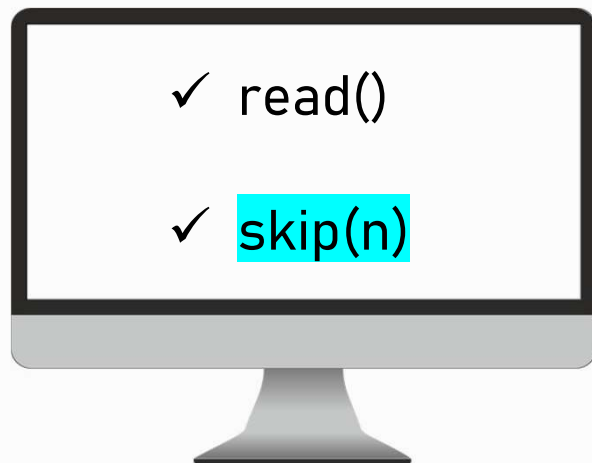 ✓ read()
✓ skip(n)